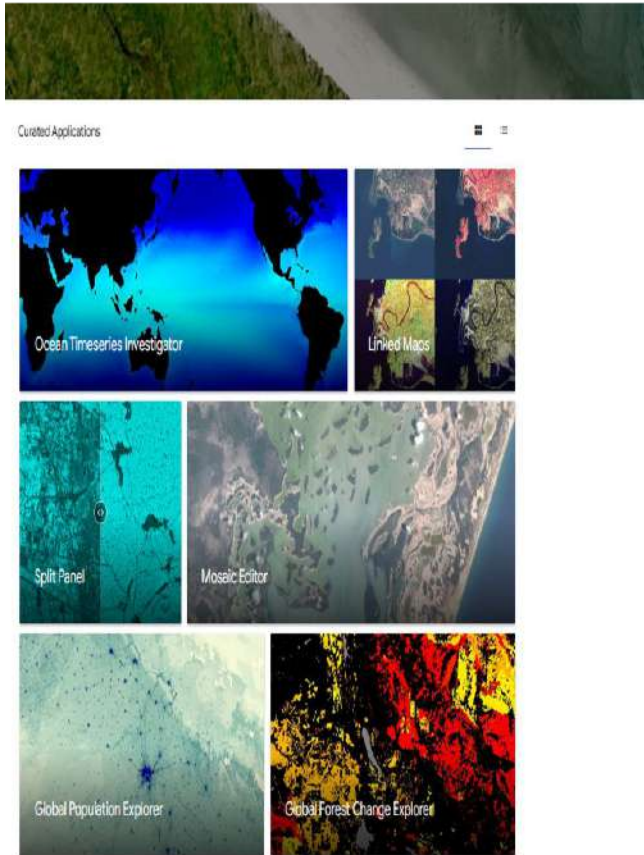 Curated Applications
Ocean Timeseries Investigator
Linked Maps
Split Panel
Mosaic Editor
Global Population Explorer
Global Forest Change Explorer